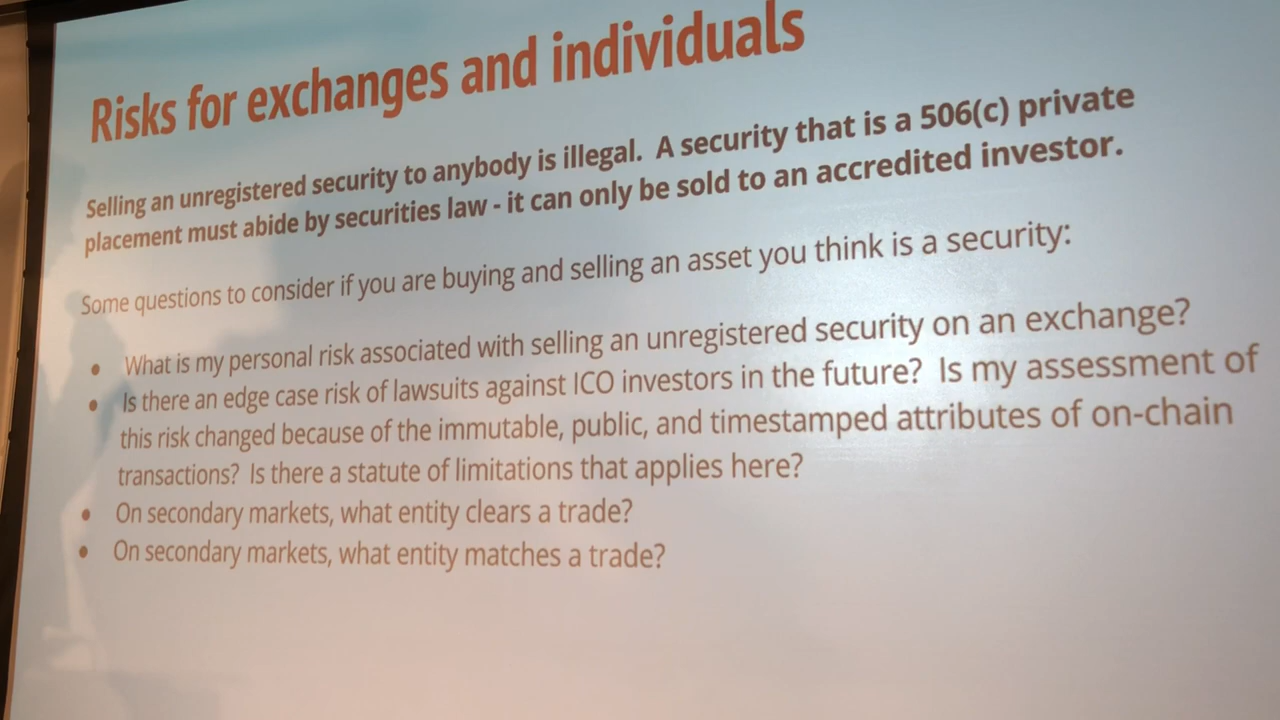 Risks for exchanges and individuals
Selling an unregistered security to anybody is illegal. A security that is a 506(c) private
placement must abide by securities law - it can only be sold to an accredited investor.
Some questions to consider if you are buying and selling an asset you think is a security:
• What is my personal risk associated with selling an unregistered security on an exchange?
• Is there an edge case risk of lawsuits against ICO investors in the future? Is my assessment of
this risk changed because of the immutable, public, and timestamped attributes of on-chain
transactions? Is there a statute of limitations that applies here?
• On secondary markets, what entity clears a trade?
• On secondary markets, what entity matches a trade?